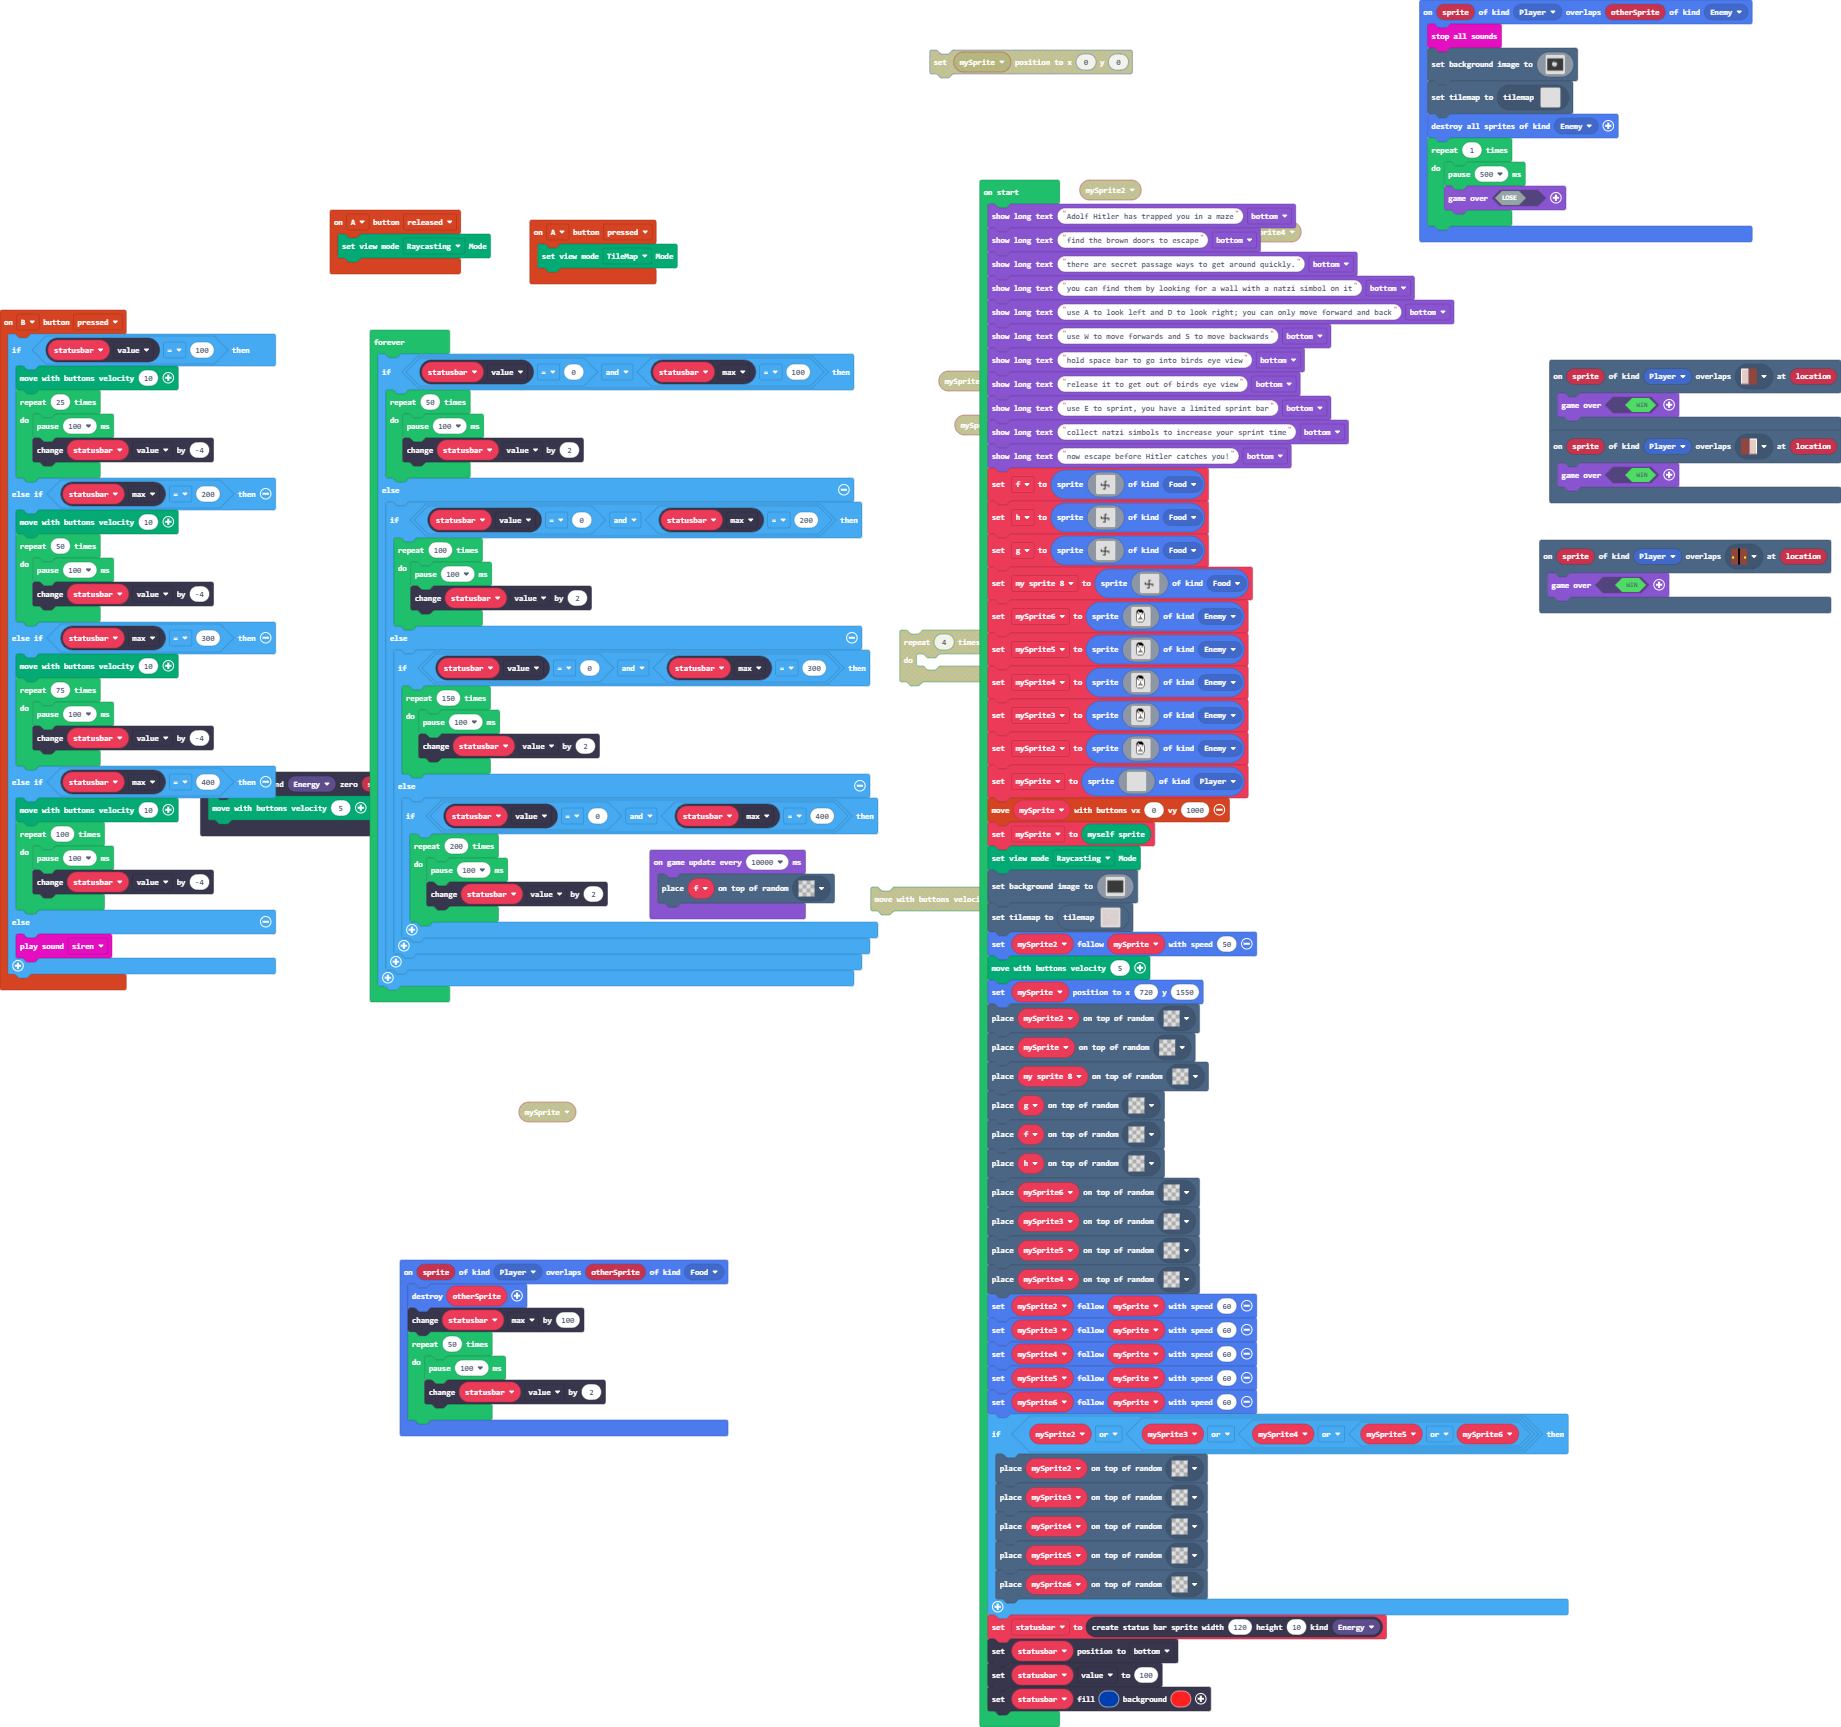 on sprite of kind Player overlaps otherSprite of kind Enemy
stop all sounds
set background image to
set tilemap to tilemap
destroy all sprites of kind Enemy
repeat 1 times
do
pause 500 ms
game over LOSE
set mySprite position to x 0 y 0
mySprite2
on A button released
set view mode Raycasting Mode
on A button pressed
set view mode TileMap Mode
on B button pressed
if statusbar value = 100 then
move with buttons velocity 10
repeat 25 times
do
pause 100 ms
change statusbar value by -4
else if statusbar max = 200 then
move with buttons velocity 10
repeat 50 times
do
pause 100 ms
change statusbar value by -4
else if statusbar max = 300 then
move with buttons velocity 10
repeat 75 times
do
pause 100 ms
change statusbar value by -4
else if statusbar max = 400 then
move with buttons velocity 10
repeat 100 times
do
pause 100 ms
change statusbar value by -4
else
play sound siren
Energy zero
move with buttons velocity 5
forever
if statusbar value = 0 and statusbar max = 100 then
repeat 50 times
do
pause 100 ms
change statusbar value by 2
else
if statusbar value = 0 and statusbar max = 200 then
repeat 100 times
do
pause 100 ms
change statusbar value by 2
else
if statusbar value = 0 and statusbar max = 300 then
repeat 150 times
do
pause 100 ms
change statusbar value by 2
else
if statusbar value = 0 and statusbar max = 400 then
repeat 200 times
do
pause 100 ms
change statusbar value by 2
on game update every 10000 ms
place f on top of random
mySprite
repeat 4 times
do
move with buttons
on start
show long text "Adolf Hitler has trapped you in a maze" bottom
show long text "find the brown doors to escape" bottom
show long text "there are secret passage ways to get around quickly." bottom
show long text "you can find them by looking for a wall with a natzi simbol on it" bottom
show long text "use A to look left and D to look right; you can only move forward and back" bottom
show long text "use W to move forwards and S to move backwards" bottom
show long text "hold space bar to go into birds eye view" bottom
show long text "release it to get out of birds eye view" bottom
show long text "use E to sprint, you have a limited sprint bar" bottom
show long text "collect natzi simbols to increase your sprint time" bottom
show long text "now escape before Hitler catches you!" bottom
set f to sprite of kind Food
set h to sprite of kind Food
set g to sprite of kind Food
set my sprite 8 to sprite of kind Food
set mySprite6 to sprite of kind Enemy
set mySprite5 to sprite of kind Enemy
set mySprite4 to sprite of kind Enemy
set mySprite3 to sprite of kind Enemy
set mySprite2 to sprite of kind Enemy
set mySprite to sprite of kind Player
move mySprite with buttons vx 0 vy 1000
set mySprite to myself sprite
set view mode Raycasting Mode
set background image to
set tilemap to tilemap
set mySprite2 follow mySprite with speed 50
move with buttons velocity 5
set mySprite position to x 720 y 1550
place mySprite2 on top of random
place mySprite on top of random
place my sprite 8 on top of random
place g on top of random
place f on top of random
place h on top of random
place mySprite6 on top of random
place mySprite3 on top of random
place mySprite5 on top of random
place mySprite4 on top of random
set mySprite2 follow mySprite with speed 60
set mySprite3 follow mySprite with speed 60
set mySprite4 follow mySprite with speed 60
set mySprite5 follow mySprite with speed 60
set mySprite6 follow mySprite with speed 60
if mySprite2 or mySprite3 or mySprite4 or mySprite5 or mySprite6 then
place mySprite2 on top of random
place mySprite3 on top of random
place mySprite4 on top of random
place mySprite5 on top of random
place mySprite6 on top of random
set statusbar to create status bar sprite width 120 height 10 kind Energy
set statusbar position to bottom
set statusbar value to 100
set statusbar fill background
on sprite of kind Player overlaps at location
game over WIN
on sprite of kind Player overlaps at location
game over WIN
on sprite of kind Player overlaps at location
game over WIN
mySprite
on sprite of kind Player overlaps otherSprite of kind Food
destroy otherSprite
change statusbar max by 100
repeat 50 times
do
pause 100 ms
change statusbar value by 2